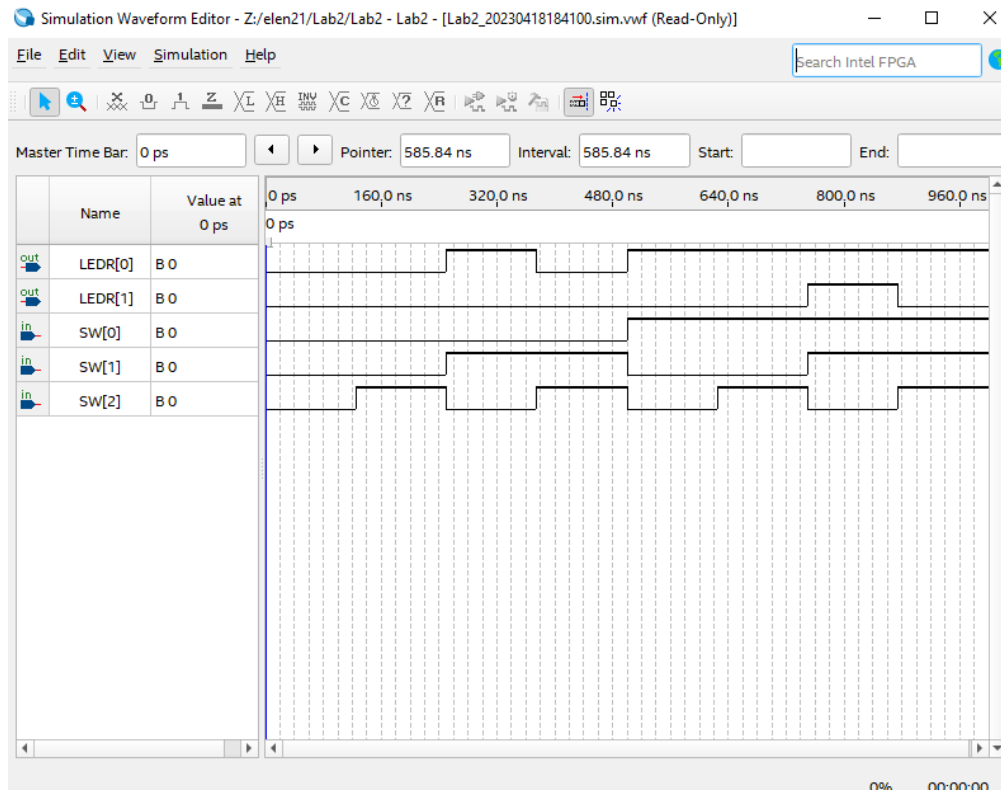 Simulation Waveform Editor - Z:/elen21/Lab2/Lab2 - Lab2 - [Lab2_20230418184100.sim.vwf (Read-Only)]
File Edit View Simulation Help
Search Intel FPGA
Master Time Bar: 0 ps Pointer: 585.84 ns Interval: 585.84 ns Start: End:
Name Value at 0 ps
0 ps 160.0 ns 320.0 ns 480.0 ns 640.0 ns 800.0 ns 960.0 ns
0 ps
out LEDR[0] B 0
out LEDR[1] B 0
in SW[0] B 0
in SW[1] B 0
in SW[2] B 0
0% 00:00:00